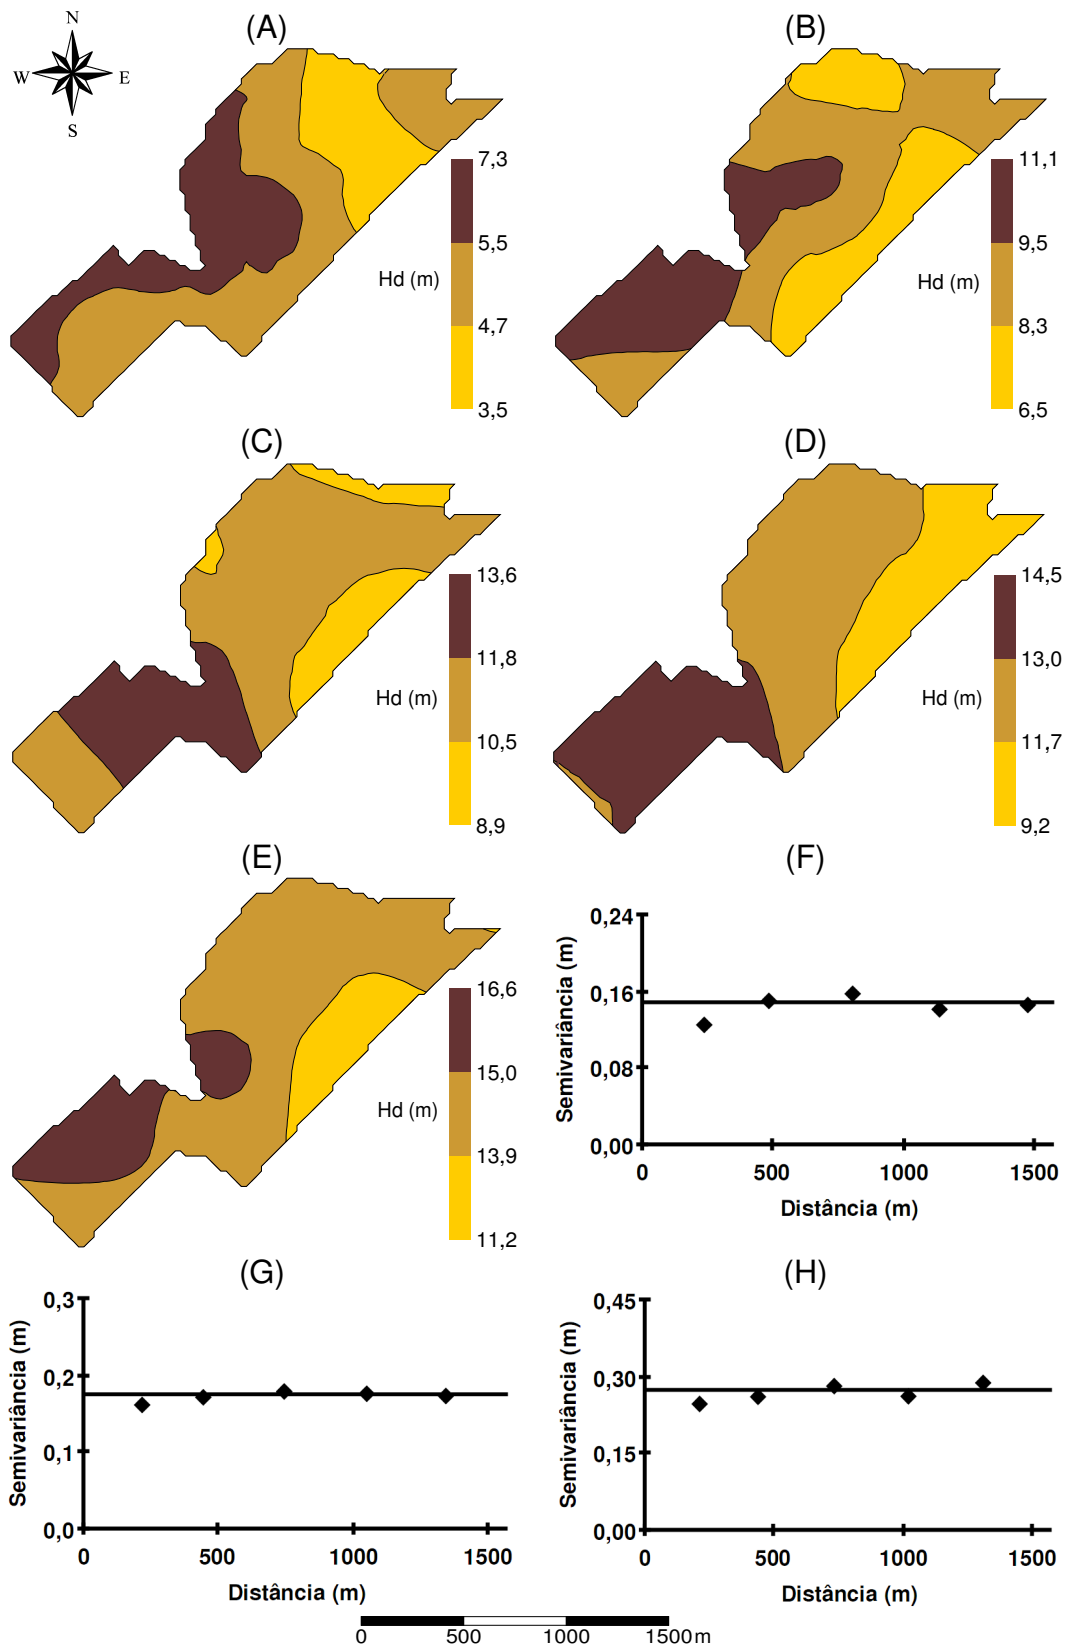 N
W E
S
(A)
7,3
5,5
Hd (m)
4,7
3,5
(B)
11,1
9,5
Hd (m)
8,3
6,5
(C)
13,6
11,8
Hd (m)
10,5
8,9
(D)
14,5
13,0
Hd (m)
11,7
9,2
(E)
16,6
15,0
Hd (m)
13,9
11,2
(F)
Semivariância (m)
0,24
0,16
0,08
0,00
0 500 1000 1500
Distância (m)
(G)
Semivariância (m)
0,3
0,2
0,1
0,0
0 500 1000 1500
Distância (m)
(H)
Semivariância (m)
0,45
0,30
0,15
0,00
0 500 1000 1500
Distância (m)
0 500 1000 1500m